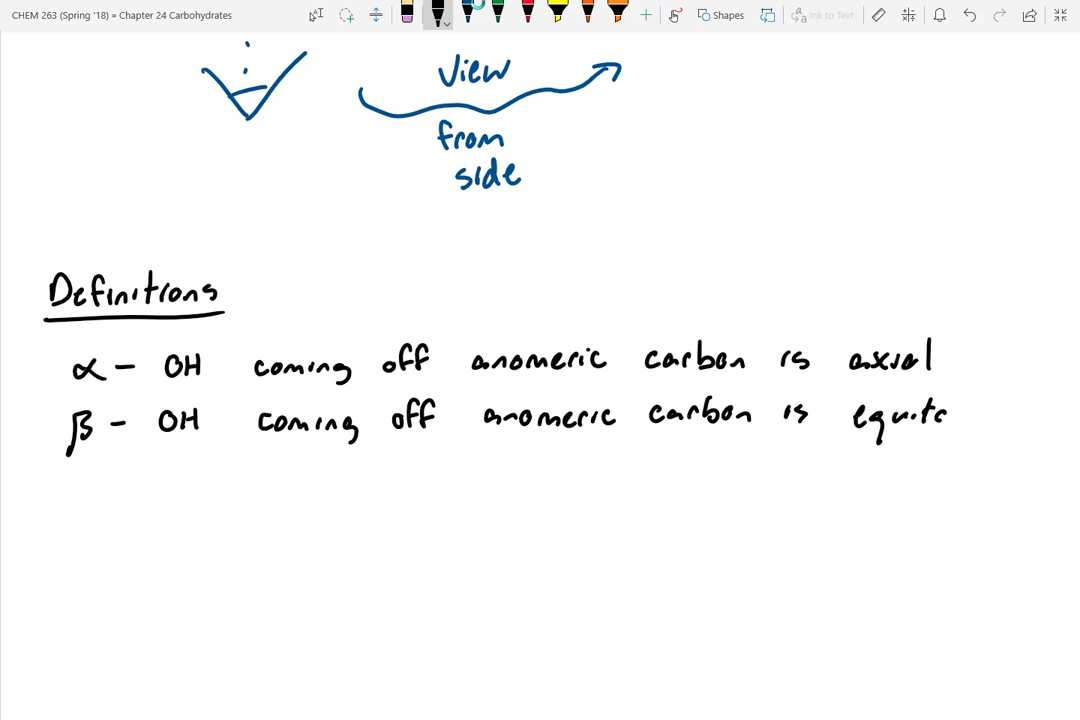 CHEM 263 (Spring '18) » Chapter 24 Carbohydrates
Shapes
Ink to Text
View
from
side
Definitions
α - OH coming off anomeric carbon is axial
β - OH coming off anomeric carbon is equito